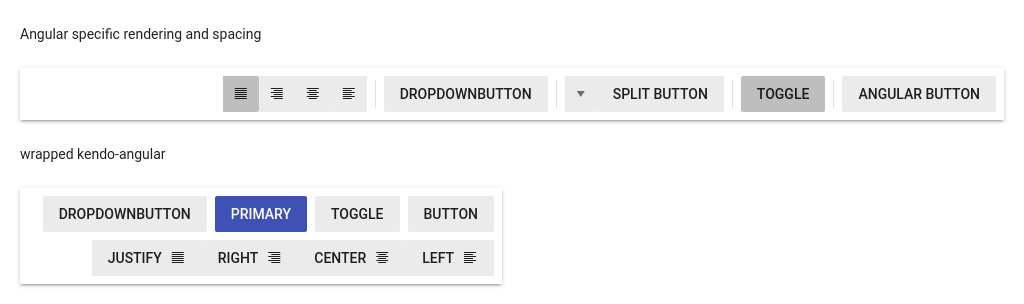 Angular specific rendering and spacing
DROPDOWNBUTTON SPLIT BUTTON TOGGLE ANGULAR BUTTON
wrapped kendo-angular
DROPDOWNBUTTON PRIMARY TOGGLE BUTTON
JUSTIFY RIGHT CENTER LEFT